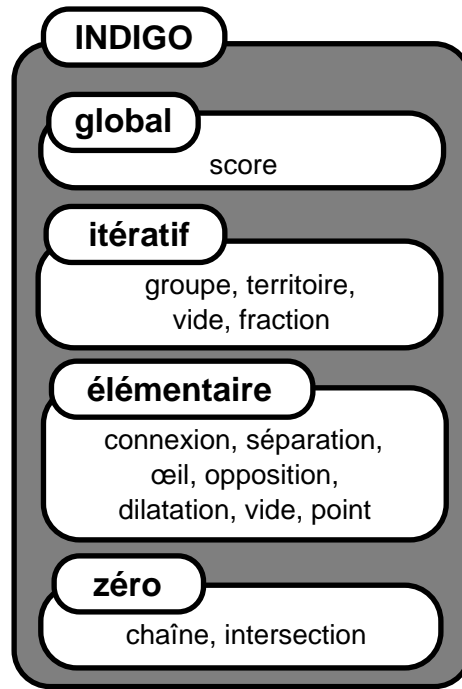 INDIGO
global
score
itératif
groupe, territoire,
vide, fraction
élémentaire
connexion, séparation,
œil, opposition,
dilatation, vide, point
zéro
chaîne, intersection